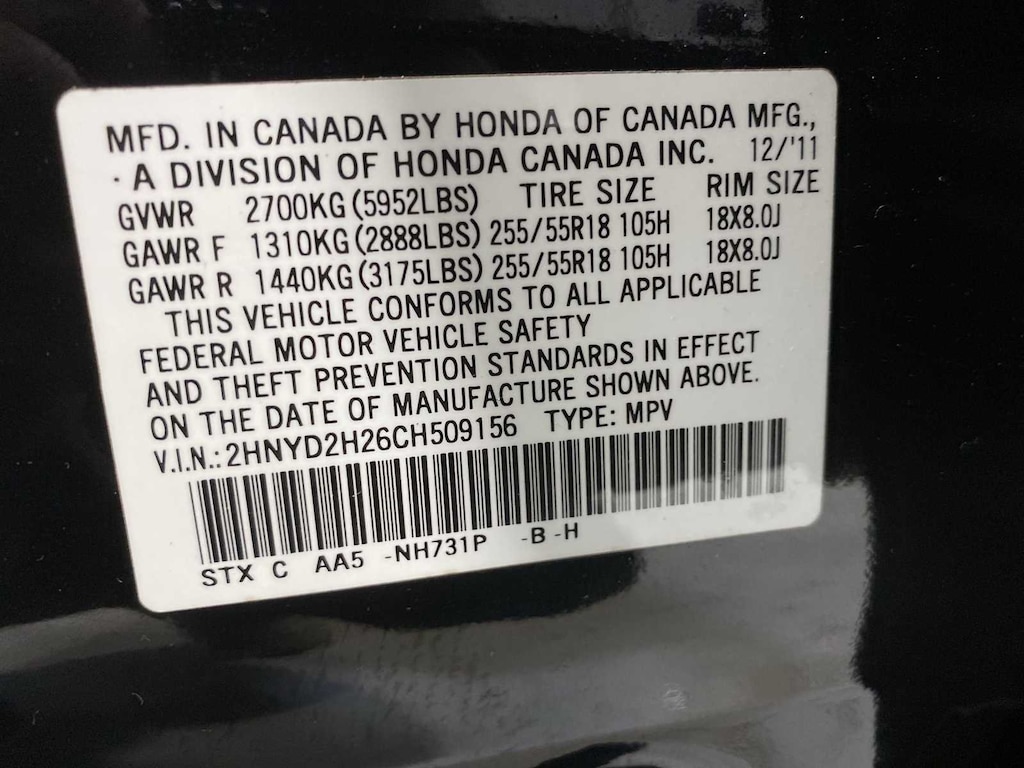 MFD. IN CANADA BY HONDA OF CANADA MFG.,
· A DIVISION OF HONDA CANADA INC. 12/'11
GVWR 2700KG (5952LBS) TIRE SIZE RIM SIZE
GAWR F 1310KG (2888LBS) 255/55R18 105H 18X8.0J
GAWR R 1440KG (3175LBS) 255/55R18 105H 18X8.0J
THIS VEHICLE CONFORMS TO ALL APPLICABLE
FEDERAL MOTOR VEHICLE SAFETY
AND THEFT PREVENTION STANDARDS IN EFFECT
ON THE DATE OF MANUFACTURE SHOWN ABOVE.
V.I.N.: 2HNYD2H26CH509156 TYPE: MPV
STX C AA5 -NH731P -B -H